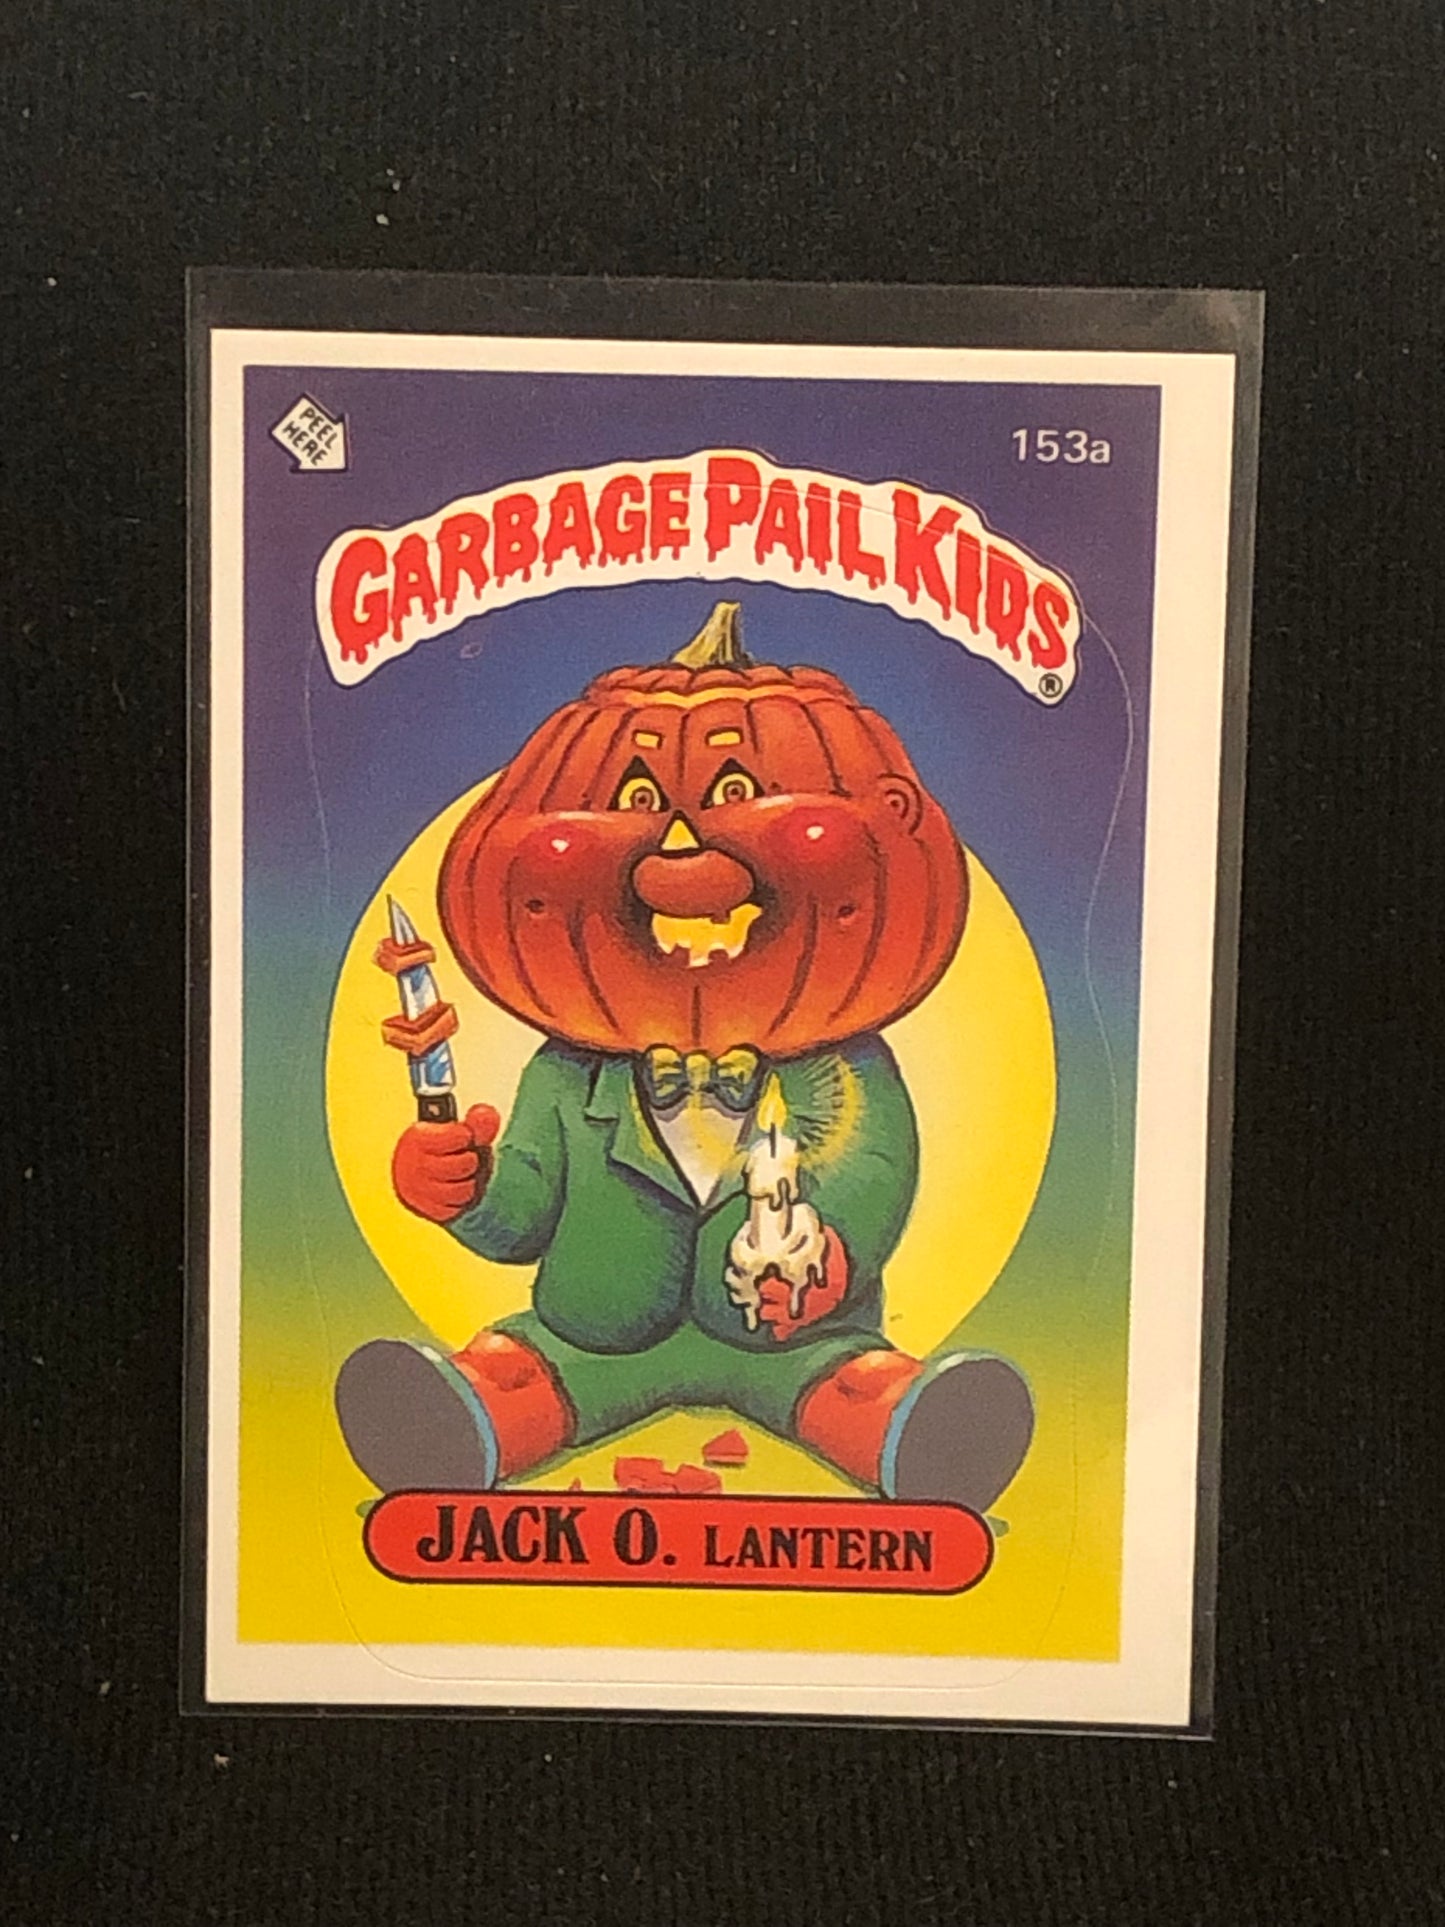 PEEL
HERE
153a
GARBAGE PAIL KIDS
®
JACK O. LANTERN